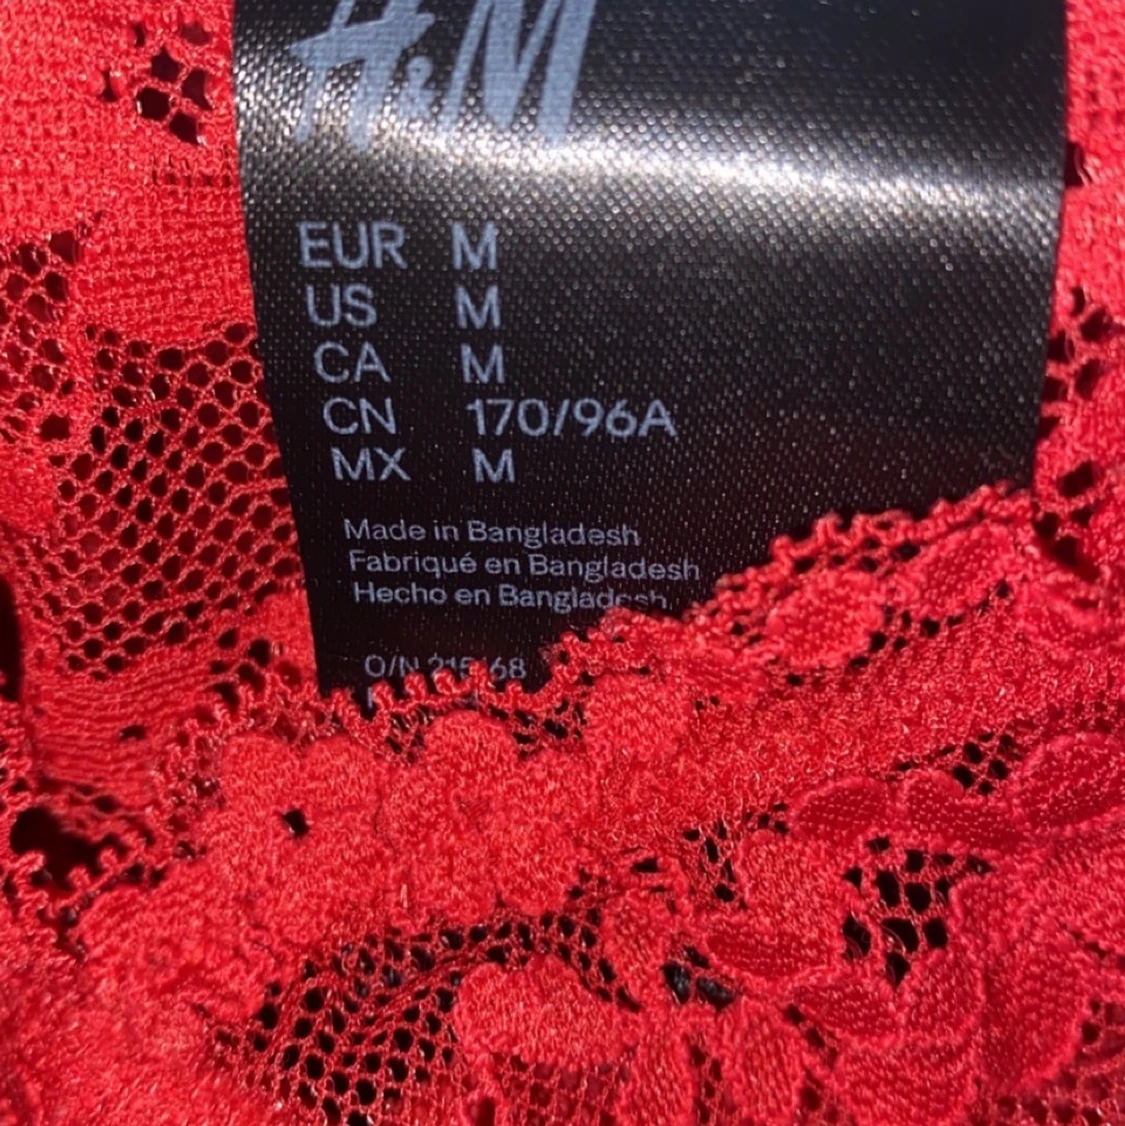 H&M
EUR M
US M
CA M
CN 170/96A
MX M
Made in Bangladesh
Fabriqué en Bangladesh
Hecho en Bangladesh
O/N